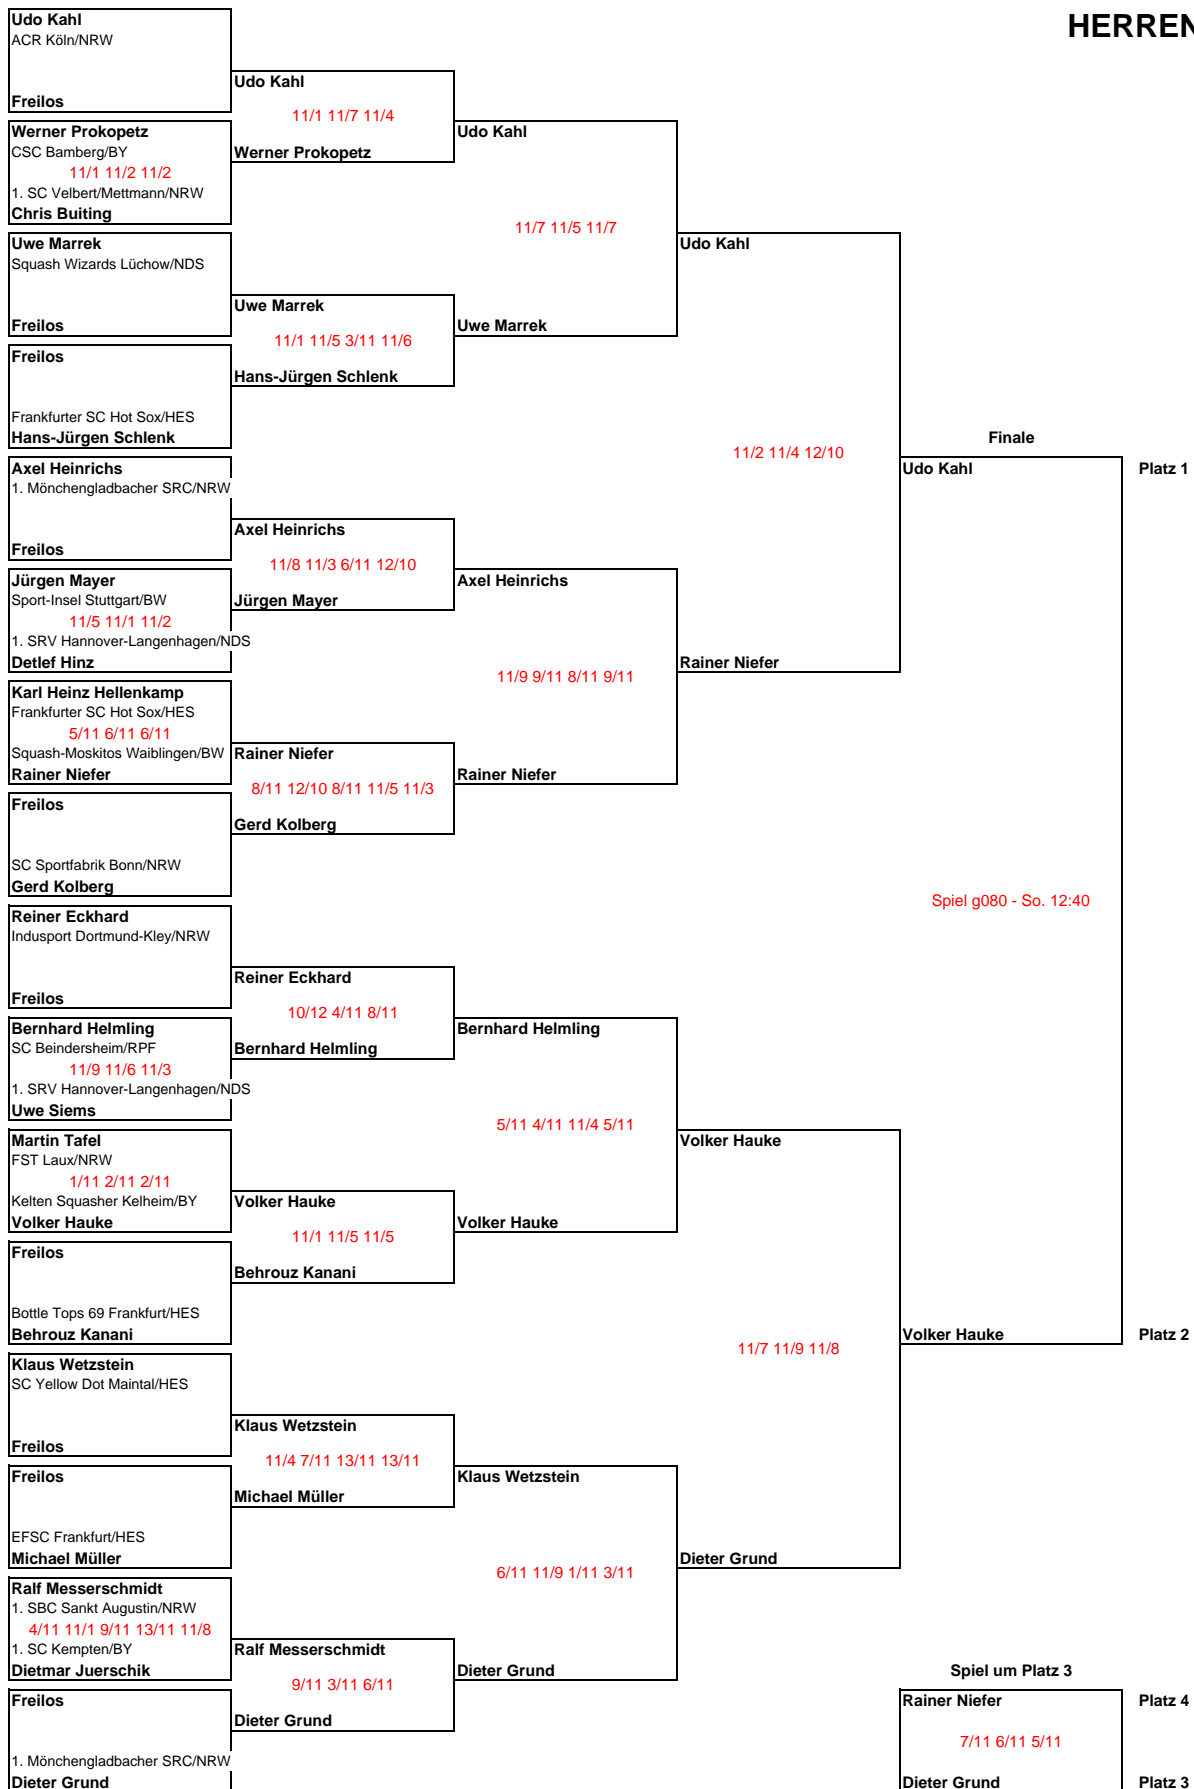 HERREN
Udo Kahl
ACR Köln/NRW
Freilos
Werner Prokopetz
CSC Bamberg/BY
11/1 11/2 11/2
1. SC Velbert/Mettmann/NRW
Chris Buiting
Uwe Marrek
Squash Wizards Lüchow/NDS
Freilos
Freilos
Frankfurter SC Hot Sox/HES
Hans-Jürgen Schlenk
Axel Heinrichs
1. Mönchengladbacher SRC/NRW
Freilos
Jürgen Mayer
Sport-Insel Stuttgart/BW
11/5 11/1 11/2
1. SRV Hannover-Langenhagen/NDS
Detlef Hinz
Karl Heinz Hellenkamp
Frankfurter SC Hot Sox/HES
5/11 6/11 6/11
Squash-Moskitos Waiblingen/BW
Rainer Niefer
Freilos
SC Sportfabrik Bonn/NRW
Gerd Kolberg
Reiner Eckhard
Indusport Dortmund-Kley/NRW
Freilos
Bernhard Helmling
SC Beindersheim/RPF
11/9 11/6 11/3
1. SRV Hannover-Langenhagen/NDS
Uwe Siems
Martin Tafel
FST Laux/NRW
1/11 2/11 2/11
Kelten Squasher Kelheim/BY
Volker Hauke
Freilos
Bottle Tops 69 Frankfurt/HES
Behrouz Kanani
Klaus Wetzstein
SC Yellow Dot Maintal/HES
Freilos
Freilos
EFSC Frankfurt/HES
Michael Müller
Ralf Messerschmidt
1. SBC Sankt Augustin/NRW
4/11 11/1 9/11 13/11 11/8
1. SC Kempten/BY
Dietmar Juerschik
Freilos
1. Mönchengladbacher SRC/NRW
Dieter Grund
Udo Kahl
11/1 11/7 11/4
Werner Prokopetz
Uwe Marrek
11/1 11/5 3/11 11/6
Hans-Jürgen Schlenk
Axel Heinrichs
11/8 11/3 6/11 12/10
Jürgen Mayer
Rainer Niefer
8/11 12/10 8/11 11/5 11/3
Gerd Kolberg
Reiner Eckhard
10/12 4/11 8/11
Bernhard Helmling
Volker Hauke
11/1 11/5 11/5
Behrouz Kanani
Klaus Wetzstein
11/4 7/11 13/11 13/11
Michael Müller
Ralf Messerschmidt
9/11 3/11 6/11
Dieter Grund
Udo Kahl
11/7 11/5 11/7
Uwe Marrek
Axel Heinrichs
11/9 9/11 8/11 9/11
Rainer Niefer
Bernhard Helmling
5/11 4/11 11/4 5/11
Volker Hauke
Klaus Wetzstein
6/11 11/9 1/11 3/11
Dieter Grund
Udo Kahl
11/2 11/4 12/10
Rainer Niefer
Volker Hauke
11/7 11/9 11/8
Dieter Grund
Finale
Udo Kahl Platz 1
Spiel g080 - So. 12:40
Volker Hauke Platz 2
Spiel um Platz 3
Rainer Niefer Platz 4
7/11 6/11 5/11
Dieter Grund Platz 3